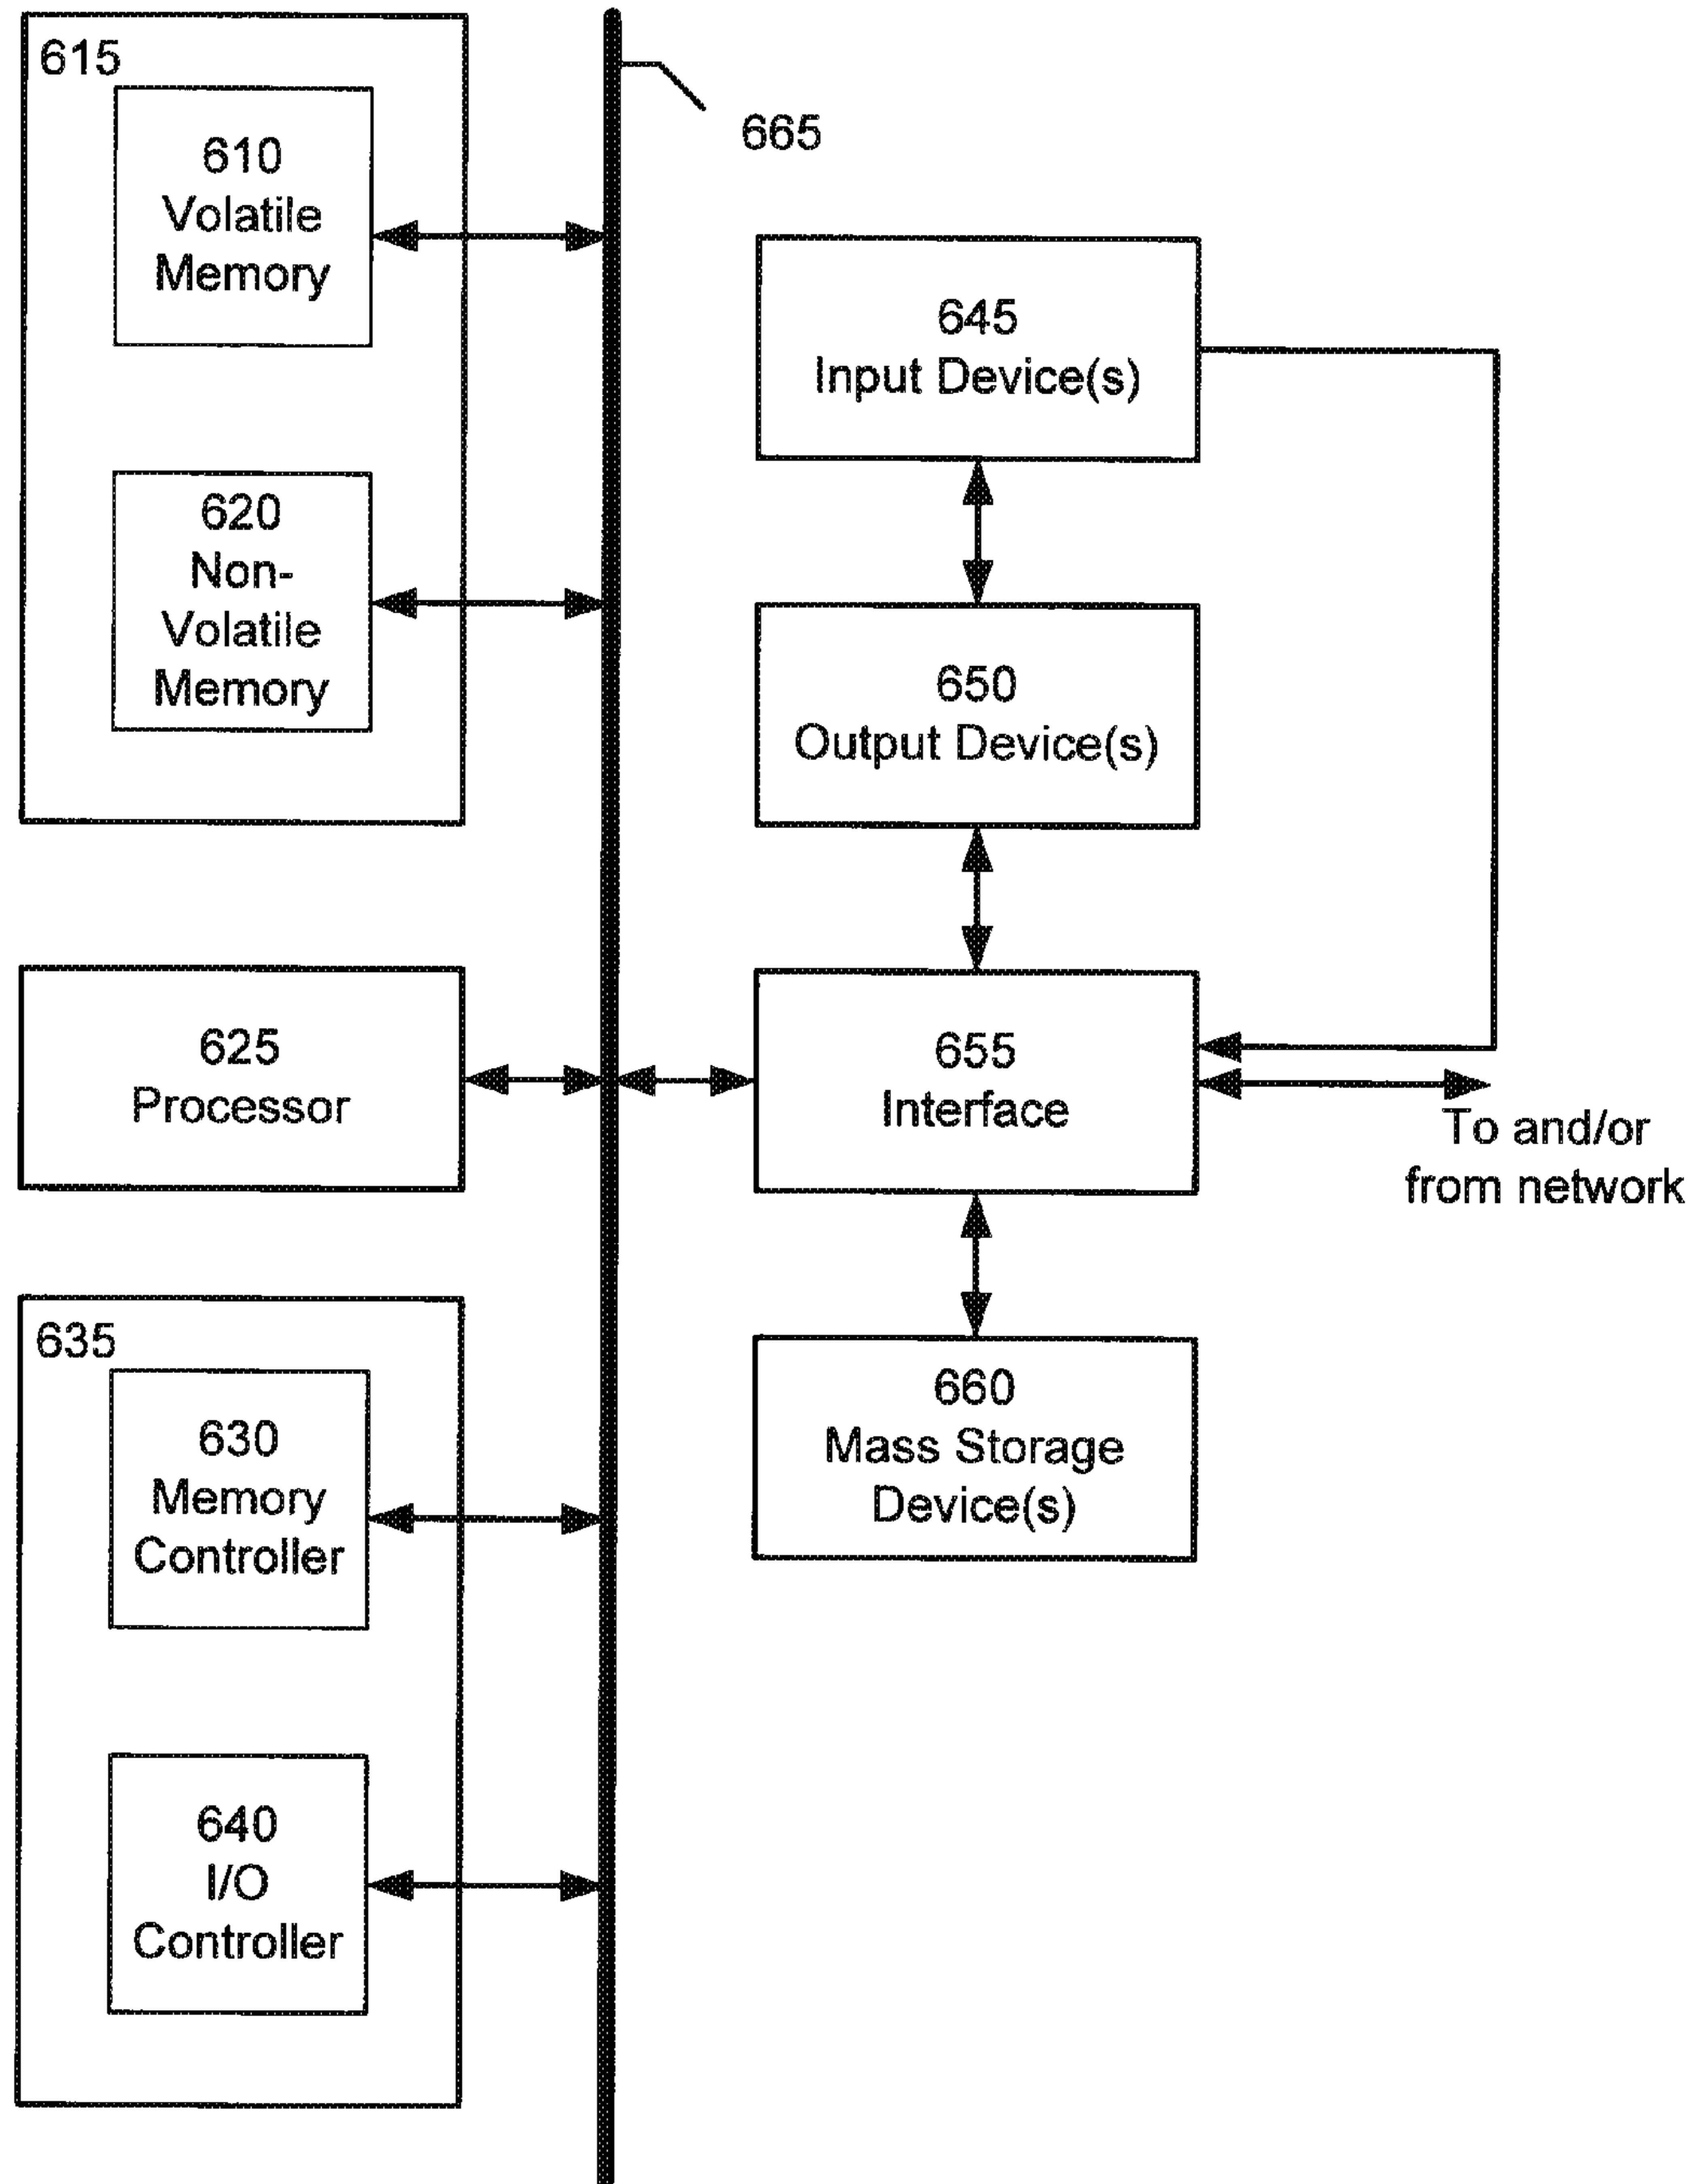 615
610
Volatile
Memory
620
Non-
Volatile
Memory
625
Processor
635
630
Memory
Controller
640
I/O
Controller
665
645
Input Device(s)
650
Output Device(s)
655
Interface
To and/or
from network
660
Mass Storage
Device(s)